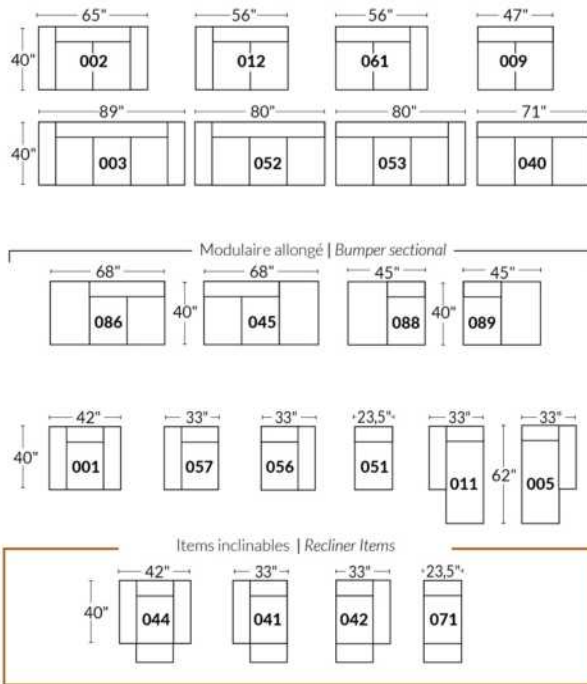 65" 56" 56" 47"
40" 002 012 061 009
89" 80" 80" 71"
40" 003 052 053 040
Modulaire allongé | Bumper sectional
68" 68" 45" 45"
086 40" 045 088 40" 089
42" 33" 33" 23,5" 33" 33"
40" 001 057 056 051 011 62" 005
Items inclinables | Recliner Items
42" 33" 33" 23,5"
40" 044 041 042 071